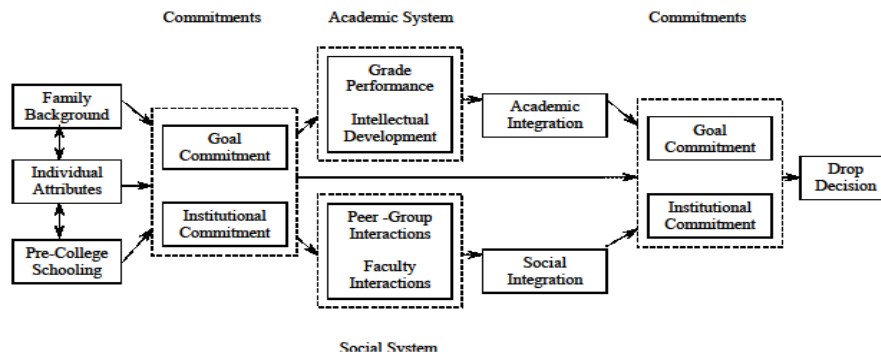 Commitments
Academic System
Commitments
Family
Background
Individual
Attributes
Pre-College
Schooling
Goal
Commitment
Institutional
Commitment
Grade
Performance
Intellectual
Development
Peer -Group
Interactions
Faculty
Interactions
Academic
Integration
Social
Integration
Goal
Commitment
Institutional
Commitment
Drop
Decision
Social System